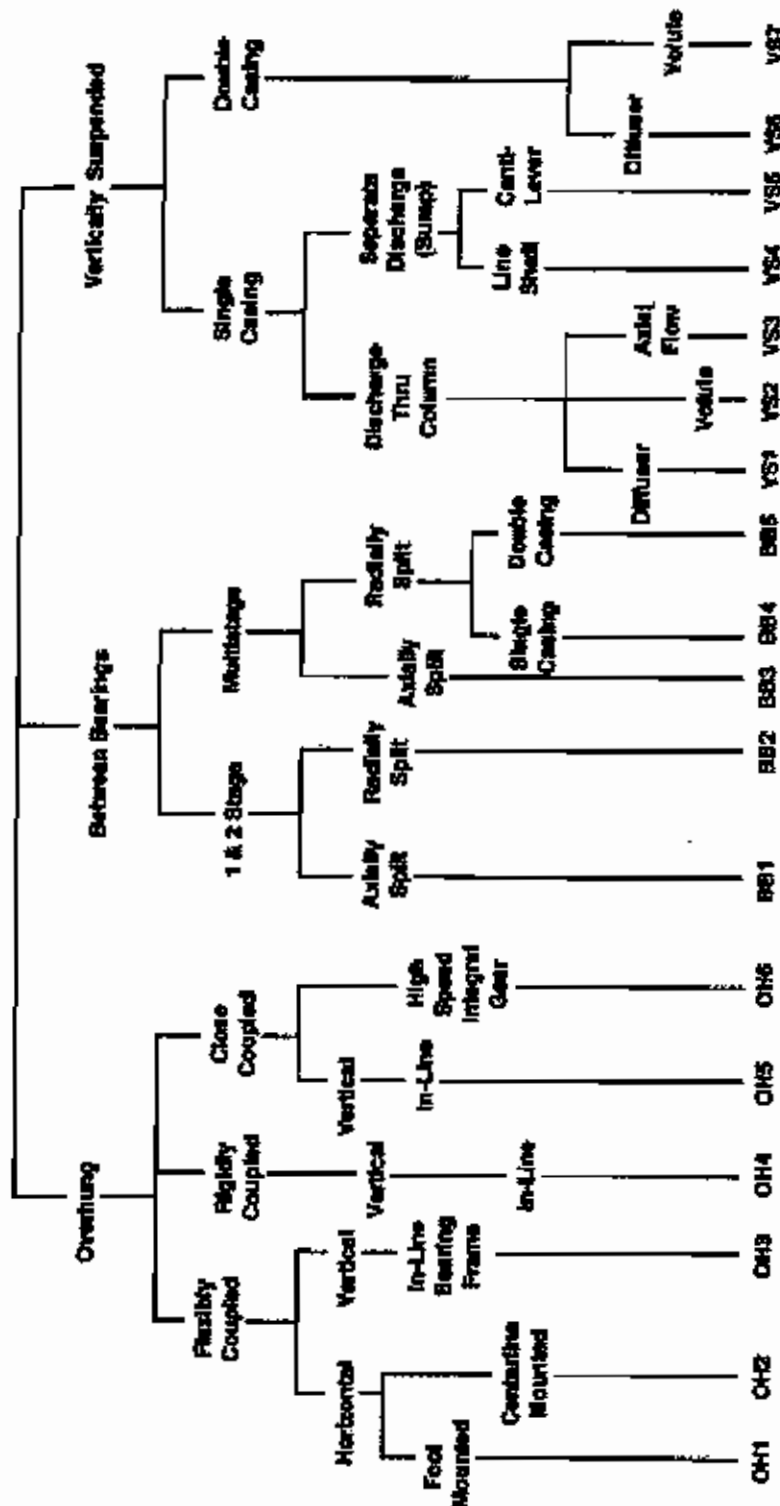 Overhung
Between Bearings
Vertically Suspended
Flexibly
Coupled
Rigidly
Coupled
Close
Coupled
1 & 2 Stage
Multistage
Single
Casing
Double
Casing
Horizontal
Vertical
Vertical
Vertical
Axially
Split
Radially
Split
Axially
Split
Radially
Split
Discharge
Thru
Column
Seperate
Discharge
(Sump)
Foot
Mounted
Centerline
Mounted
In-Line
Bearing
Frame
In-Line
In-Line
High
Speed
Integral
Gear
Single
Casing
Double
Casing
Diffuser
Volute
Axial
Flow
Line
Shaft
Canti-
Lever
Diffuser
Volute
OH1
OH2
OH3
OH4
OH5
OH6
BB1
BB2
BB3
BB4
BB5
VS1
VS2
VS3
VS4
VS5
VS6
VS7